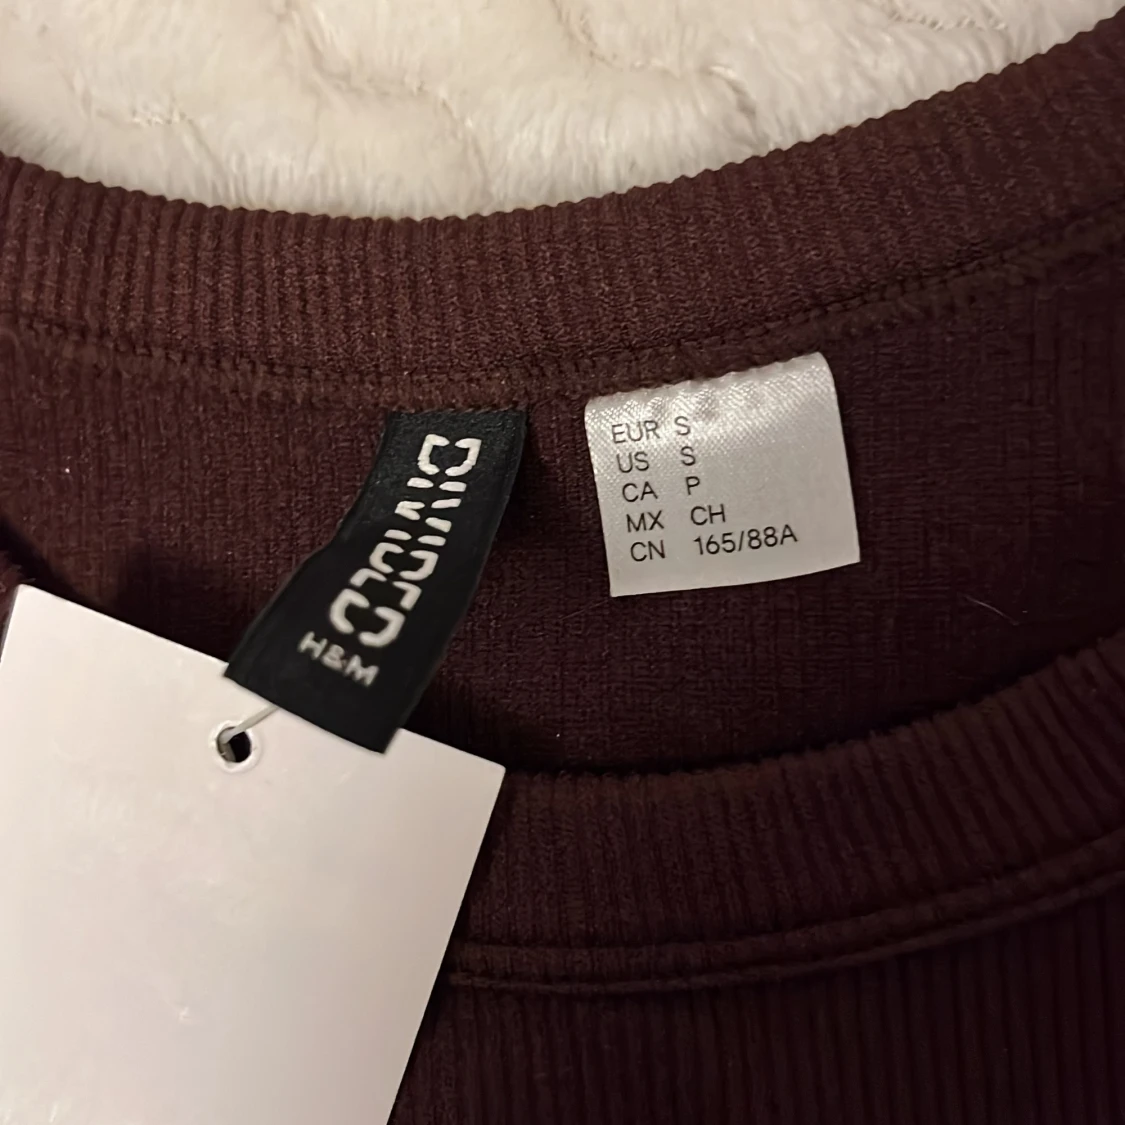 DIVIDED
H&M
EUR S
US S
CA P
MX CH
CN 165/88A